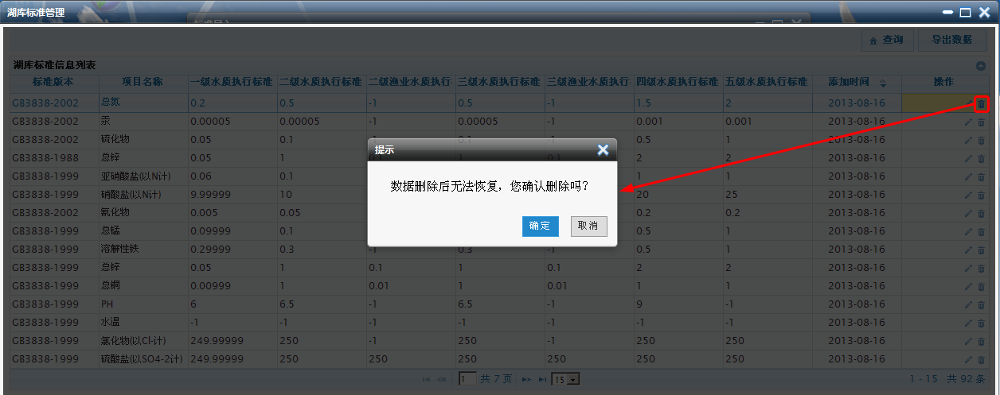 湖库标准管理
标准导入
查询 导出数据
湖库标准信息列表
标准版本 项目名称 一级水质执行标准 二级水质执行标准 二级渔业水质执行 三级水质执行标准 三级渔业水质执行 四级水质执行标准 五级水质执行标准 添加时间 操作
GB3838-2002 总氮 0.2 0.5 -1 0.5 -1 1.5 2 2013-08-16
GB3838-2002 汞 0.00005 0.00005 -1 0.00005 -1 0.001 0.001 2013-08-16
GB3838-2002 硫化物 0.05 0.1 -1 0.1 -1 0.5 1 2013-08-16
GB3838-1988 总锌 0.05 1 0.1 1 0.1 2 2 2013-08-16
GB3838-1999 亚硝酸盐(以N计) 0.06 0.1 1 1 2013-08-16
GB3838-1999 硝酸盐(以N计) 9.99999 10 20 25 2013-08-16
GB3838-2002 氰化物 0.005 0.05 0.2 0.2 2013-08-16
GB3838-1999 总锰 0.09999 0.1 0.5 1 2013-08-16
GB3838-1999 溶解性铁 0.29999 0.3 -1 0.3 -1 0.5 1 2013-08-16
GB3838-1999 总锌 0.05 1 0.1 1 0.1 2 2 2013-08-16
GB3838-1999 总铜 0.00999 1 0.01 1 0.01 1 1 2013-08-16
GB3838-1999 PH 6 6.5 -1 6.5 -1 9 -1 2013-08-16
GB3838-1999 水温 -1 -1 -1 -1 -1 -1 -1 2013-08-16
GB3838-1999 氯化物(以Cl-计) 249.99999 250 -1 250 -1 250 250 2013-08-16
GB3838-1999 硫酸盐(以SO4-2计) 249.99999 250 250 250 250 250 250 2013-08-16
提示
数据删除后无法恢复，您确认删除吗？
确定 取消
1 共 7 页 15 1 - 15 共 92 条